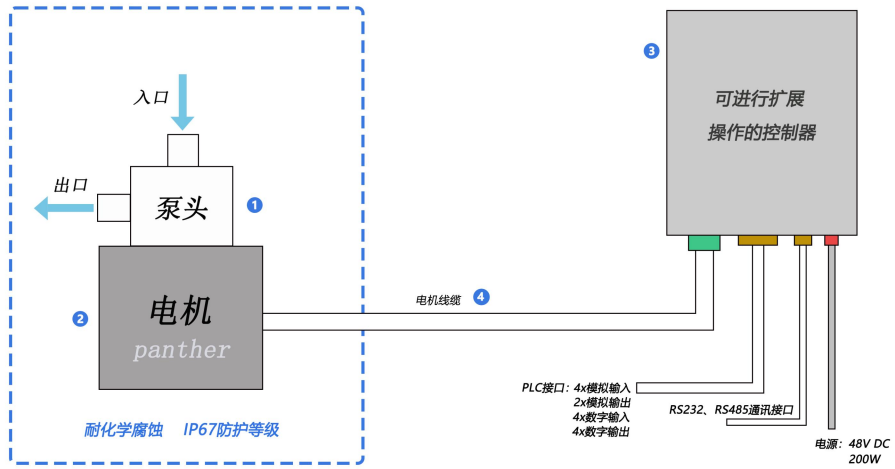 入口
出口
泵头
1
电机
panther
2
耐化学腐蚀 IP67防护等级
电机线缆
4
3
可进行扩展
操作的控制器
PLC接口：4x模拟输入
2x模拟输出
4x数字输入
4x数字输出
RS232、RS485通讯接口
电源：48V DC
200W